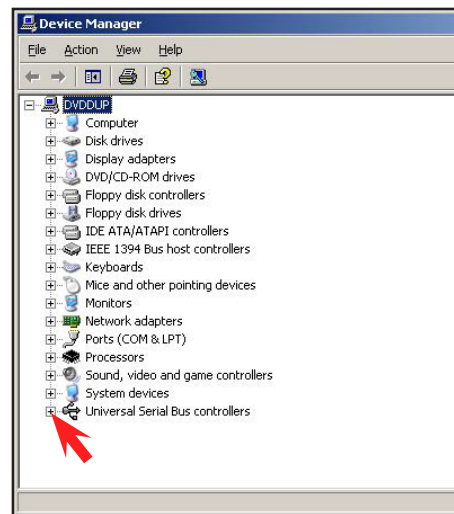 Device Manager
File Action View Help
DVDDUP
Computer
Disk drives
Display adapters
DVD/CD-ROM drives
Floppy disk controllers
Floppy disk drives
IDE ATA/ATAPI controllers
IEEE 1394 Bus host controllers
Keyboards
Mice and other pointing devices
Monitors
Network adapters
Ports (COM & LPT)
Processors
Sound, video and game controllers
System devices
Universal Serial Bus controllers